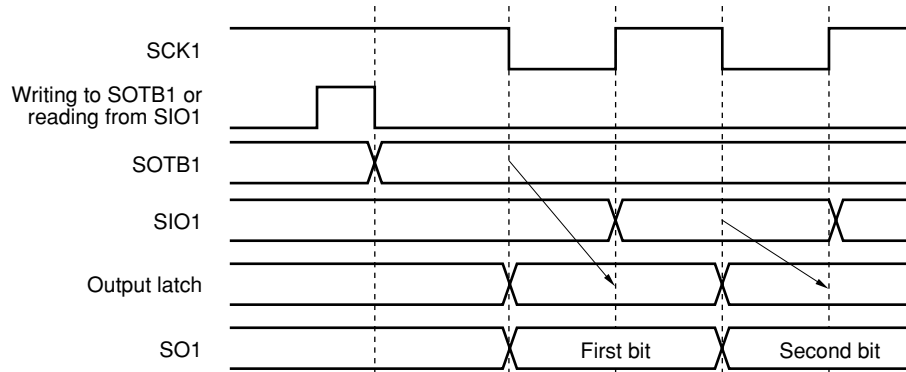 SCK1
Writing to SOTB1 or
reading from SIO1
SOTB1
SIO1
Output latch
SO1
First bit
Second bit